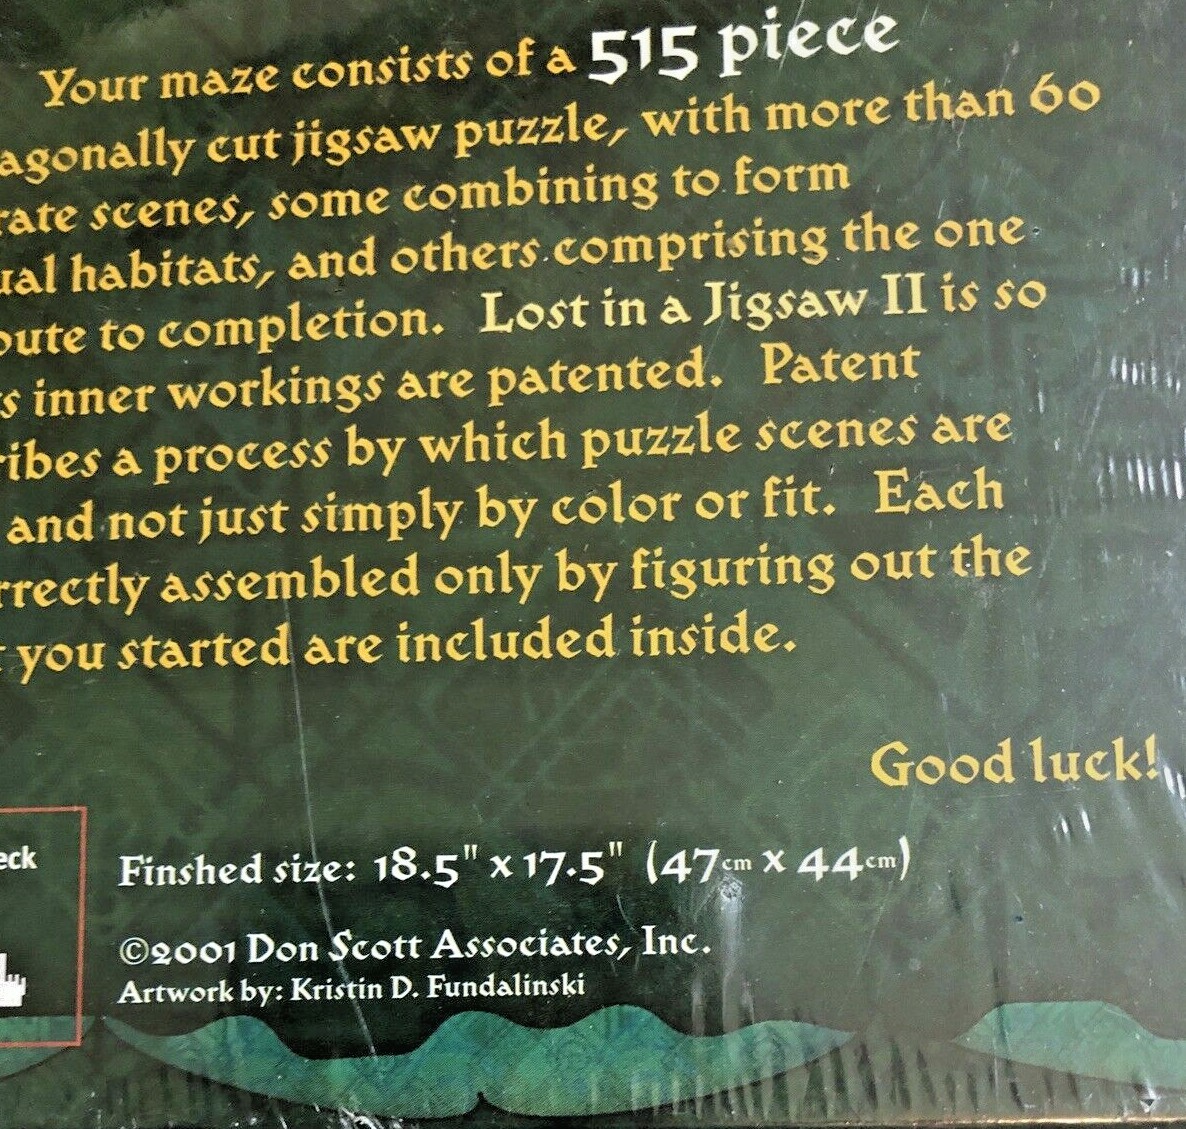 Your maze consists of a 515 piece
agonally cut jigsaw puzzle, with more than 60
rate scenes, some combining to form
ual habitats, and others comprising the one
oute to completion. Lost in a Jigsaw II is so
s inner workings are patented. Patent
ribes a process by which puzzle scenes are
and not just simply by color or fit. Each
rrectly assembled only by figuring out the
t you started are included inside.
Good luck!
eck
Finshed size: 18.5" x 17.5" (47cm x 44cm)
©2001 Don Scott Associates, Inc.
Artwork by: Kristin D. Fundalinski